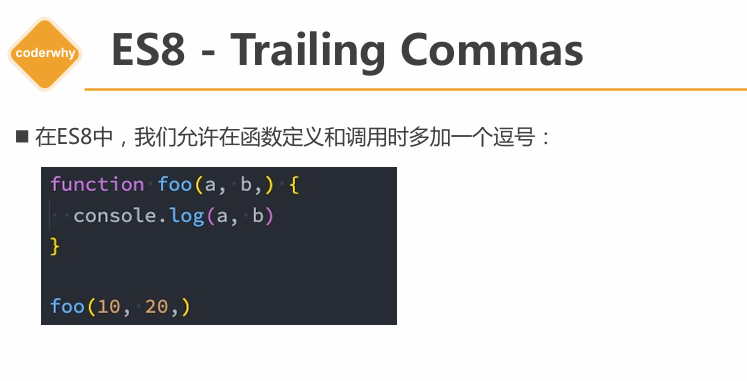 coderwhy
ES8 - Trailing Commas
在ES8中，我们允许在函数定义和调用时多加一个逗号：
function foo(a, b,) {
  console.log(a, b)
}
foo(10, 20,)